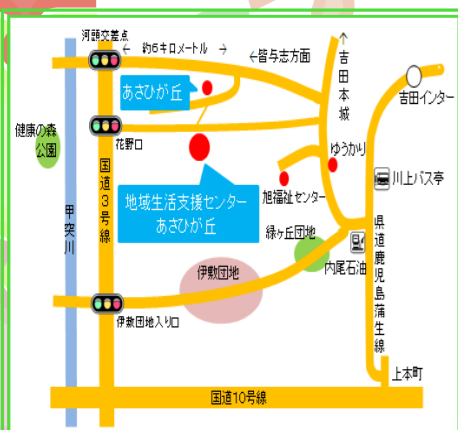 河頭交差点
← 約6キロメートル →
←皆与志方面
↑吉田本城
あさひが丘
吉田インター
健康の森
公園
花野口
ゆうかり
国道3号線
地域生活支援センター
あさひが丘
旭福祉センター
川上バス亭
甲突川
緑ヶ丘団地
県道鹿児島蒲生線
伊敷団地
内尾石油
伊敷団地入り口
上本町
国道10号線